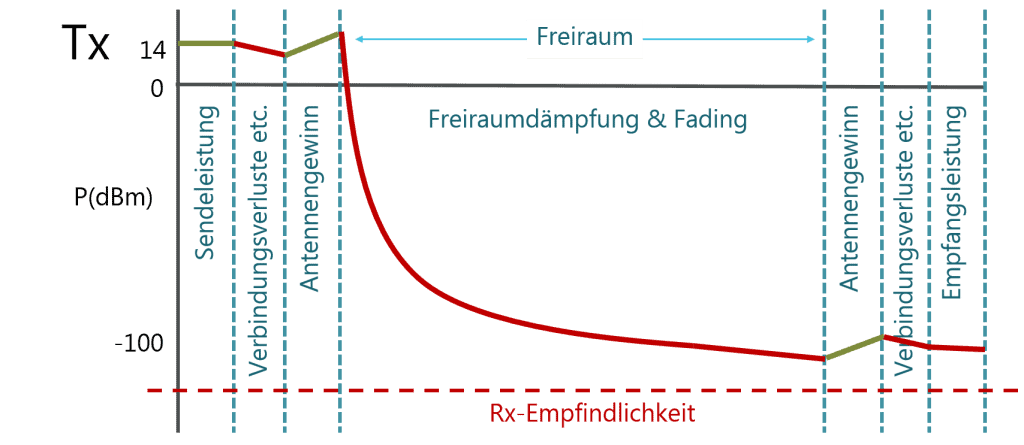 Tx
14
0
-100
P(dBm)
Sendeleistung
Verbindungsverluste etc.
Antennengewinn
Freiraum
Freiraumdämpfung & Fading
Antennengewinn
Verbindungsverluste etc.
Empfangsleistung
Rx-Empfindlichkeit